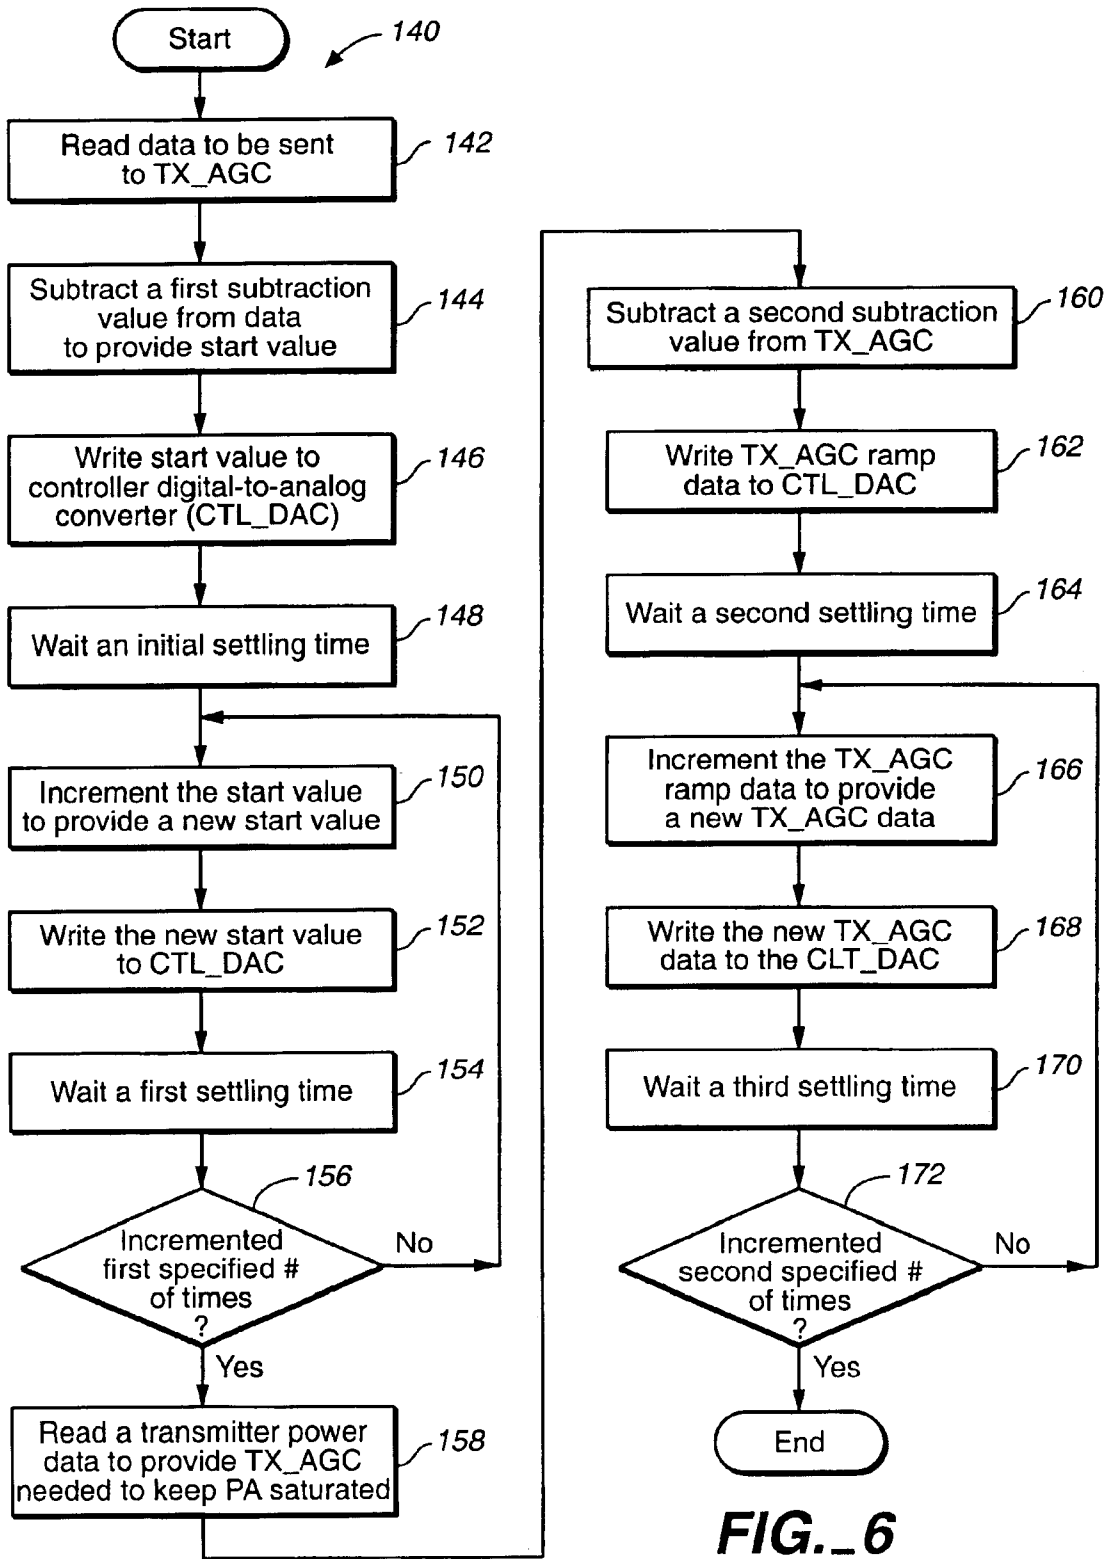 Start
140
Read data to be sent
to TX_AGC
142
Subtract a first subtraction
value from data
to provide start value
144
Write start value to
controller digital-to-analog
converter (CTL_DAC)
146
Wait an initial settling time
148
Increment the start value
to provide a new start value
150
Write the new start value
to CTL_DAC
152
Wait a first settling time
154
156
Incremented
first specified #
of times
?
No
Yes
Read a transmitter power
data to provide TX_AGC
needed to keep PA saturated
158
Subtract a second subtraction
value from TX_AGC
160
Write TX_AGC ramp
data to CTL_DAC
162
Wait a second settling time
164
Increment the TX_AGC
ramp data to provide
a new TX_AGC data
166
Write the new TX_AGC
data to the CLT_DAC
168
Wait a third settling time
170
172
Incremented
second specified #
of times
?
No
Yes
End
FIG._6